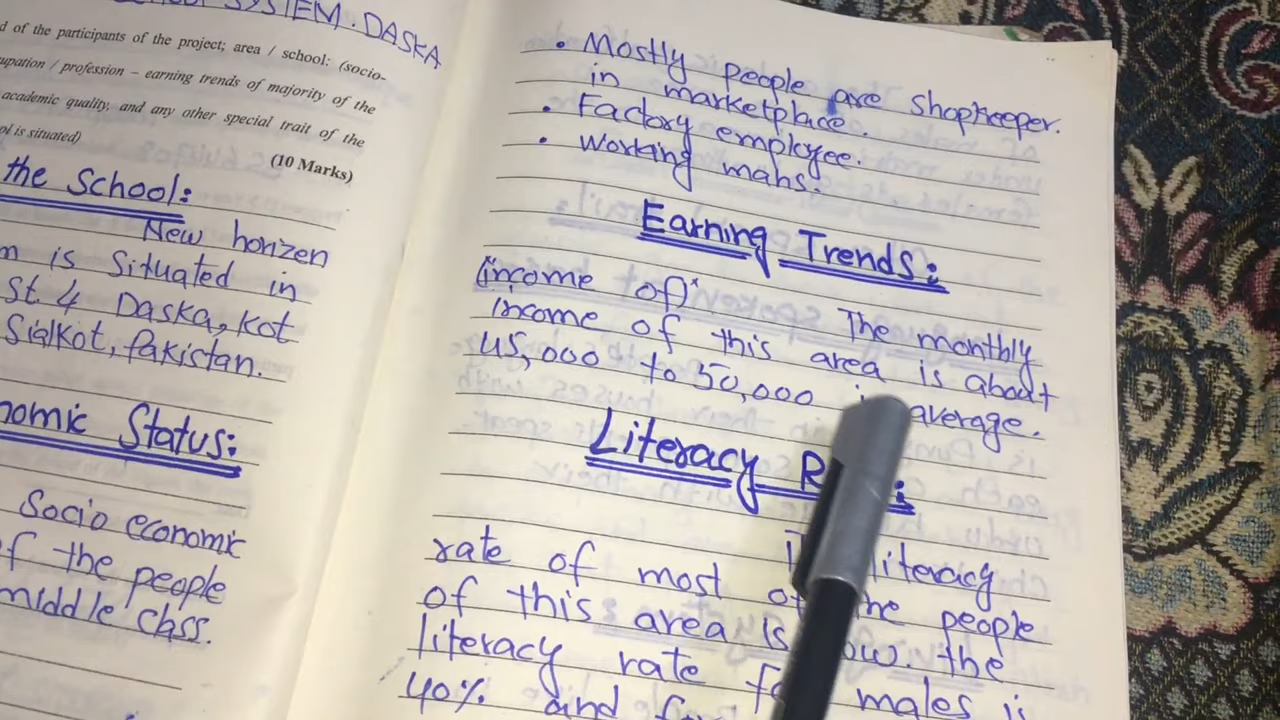 SYSTEM. DASKA
d of the participants of the project; area / school: (socio-
upation / profession – earning trends of majority of the
academic quality, and any other special trait of the
ol is situated)
(10 Marks)
the School:
New horizen
m is situated in
St. 4 Daska, Kot
Sialkot, Pakistan.
nomic Status:
Socio economic
of the people
middle class.
• Mostly people are shopkeeper.
in marketplace.
• Factory employee.
• Working mans.
Earning Trends:
income of The monthly
income of this area is about
45,000 to 50,000 average.
Literacy R
literacy
rate of most of the people
of this area is low. the
literacy rate males is
40% and